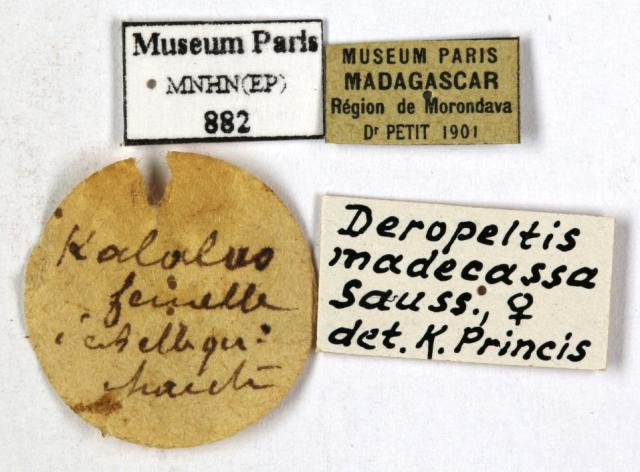 Museum Paris
MNHN(EP)
882
MUSEUM PARIS
MADAGASCAR
Région de Morondava
Dr PETIT 1901
Kalalao
femelle
Deropeltis
madecassa
Sauss., ♀
det. K. Princis